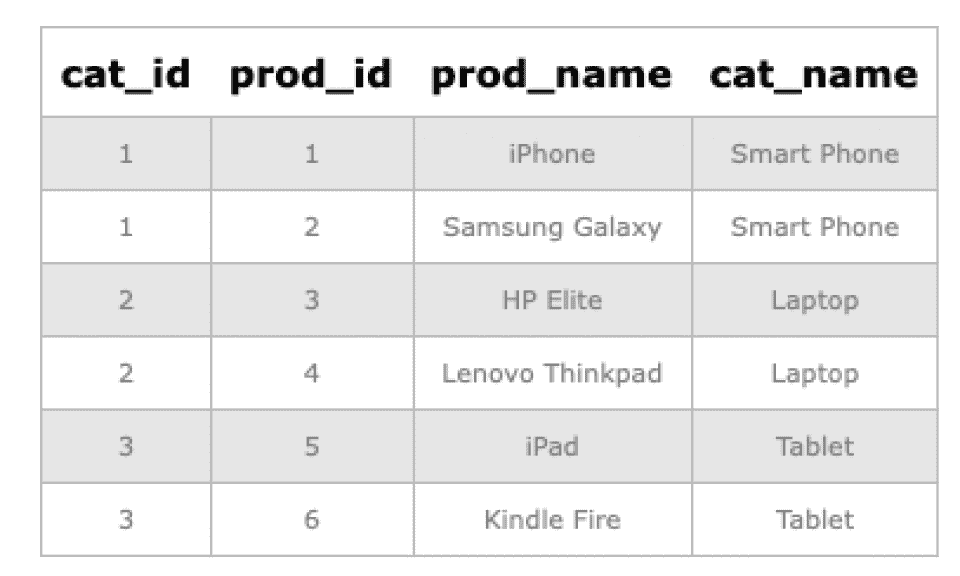 cat_id prod_id prod_name cat_name
1 1 iPhone Smart Phone
1 2 Samsung Galaxy Smart Phone
2 3 HP Elite Laptop
2 4 Lenovo Thinkpad Laptop
3 5 iPad Tablet
3 6 Kindle Fire Tablet